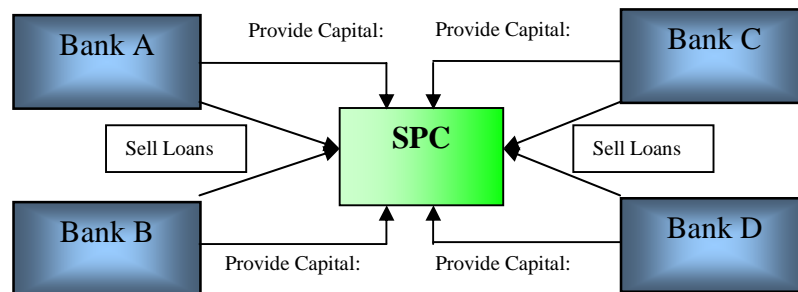 Bank A
Provide Capital:
Provide Capital:
Bank C
Sell Loans
SPC
Sell Loans
Bank B
Provide Capital:
Provide Capital:
Bank D